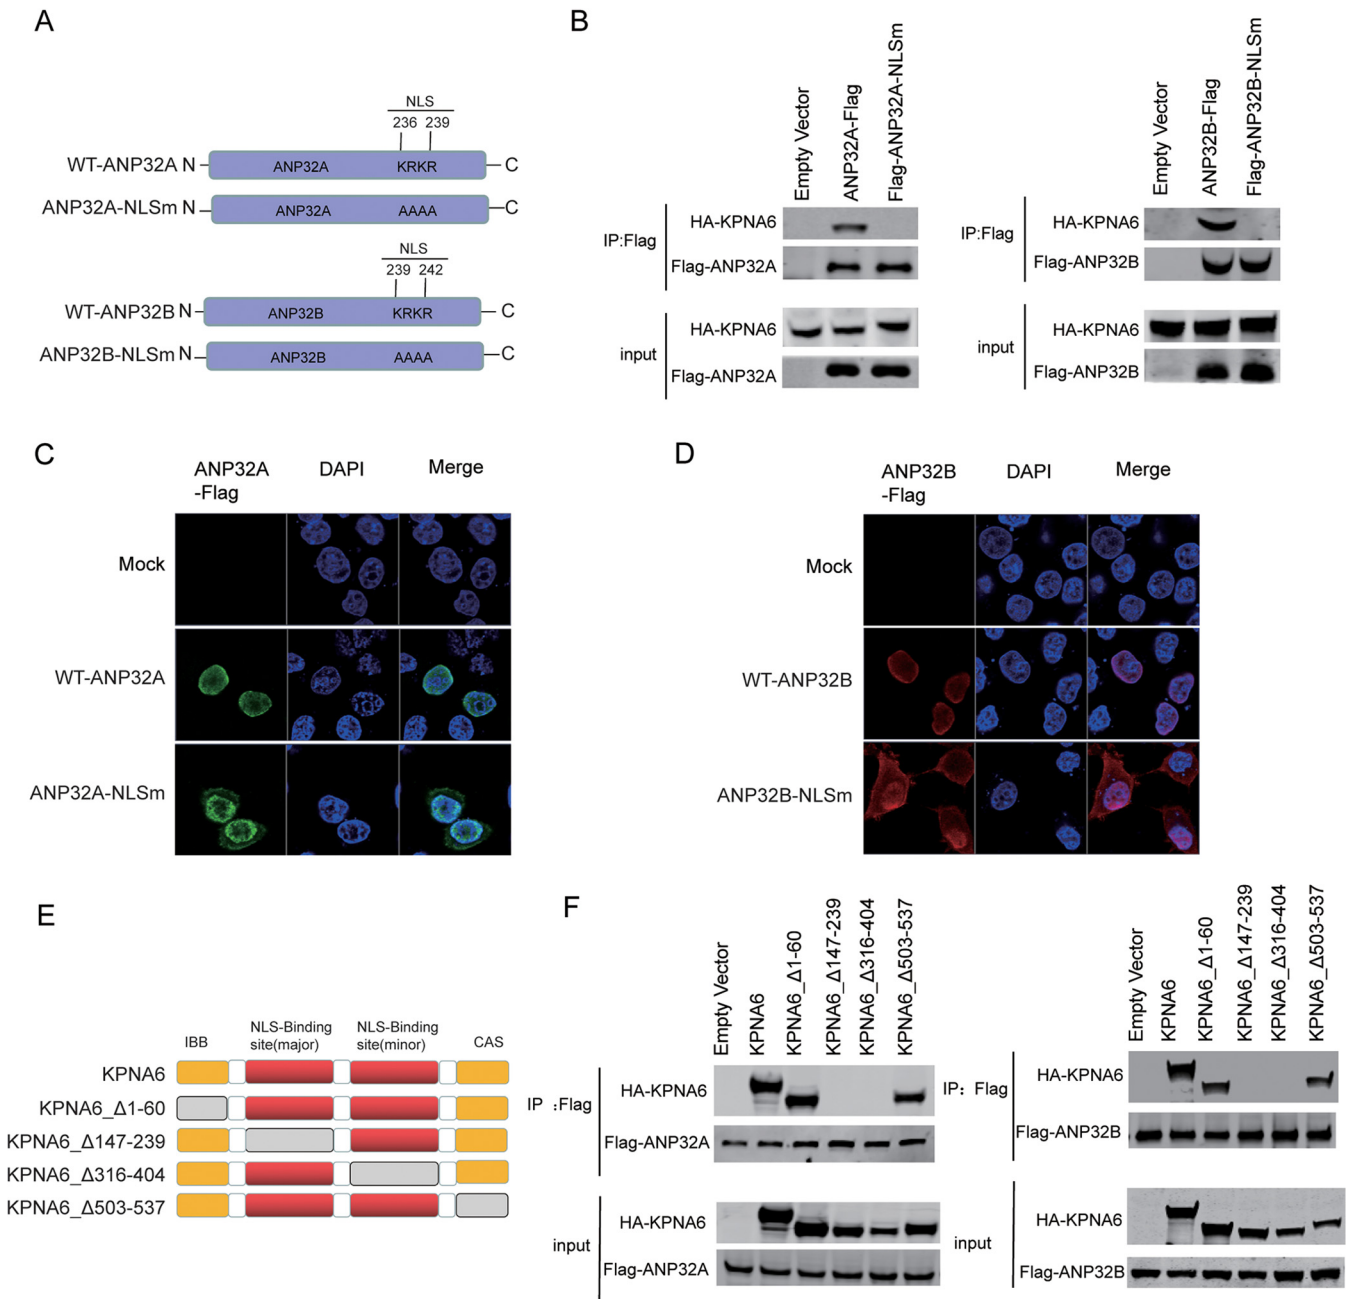 A
NLS
236 239
WT-ANP32A N ANP32A KRKR C
ANP32A-NLSm N ANP32A AAAA C
NLS
239 242
WT-ANP32B N ANP32B KRKR C
ANP32B-NLSm N ANP32B AAAA C
B
Empty Vector
ANP32A-Flag
Flag-ANP32A-NLSm
IP:Flag
HA-KPNA6
Flag-ANP32A
input
HA-KPNA6
Flag-ANP32A
Empty Vector
ANP32B-Flag
Flag-ANP32B-NLSm
IP:Flag
HA-KPNA6
Flag-ANP32B
input
HA-KPNA6
Flag-ANP32B
C
ANP32A
-Flag
DAPI
Merge
Mock
WT-ANP32A
ANP32A-NLSm
D
ANP32B
-Flag
DAPI
Merge
Mock
WT-ANP32B
ANP32B-NLSm
E
IBB
NLS-Binding
site(major)
NLS-Binding
site(minor)
CAS
KPNA6
KPNA6_Δ1-60
KPNA6_Δ147-239
KPNA6_Δ316-404
KPNA6_Δ503-537
F
Empty Vector
KPNA6
KPNA6_Δ1-60
KPNA6_Δ147-239
KPNA6_Δ316-404
KPNA6_Δ503-537
IP :Flag
HA-KPNA6
Flag-ANP32A
input
HA-KPNA6
Flag-ANP32A
Empty Vector
KPNA6
KPNA6_Δ1-60
KPNA6_Δ147-239
KPNA6_Δ316-404
KPNA6_Δ503-537
IP: Flag
HA-KPNA6
Flag-ANP32B
input
HA-KPNA6
Flag-ANP32B